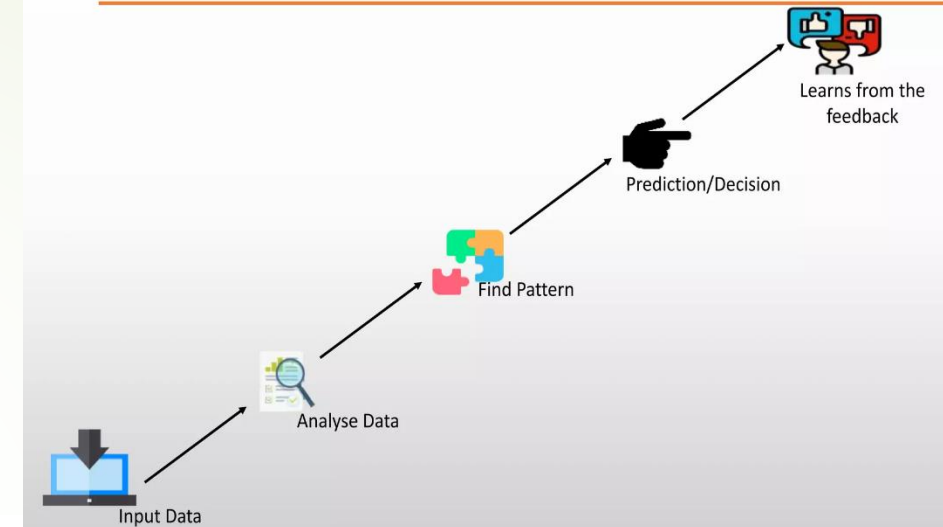 Learns from the
feedback
Prediction/Decision
Find Pattern
Analyse Data
Input Data